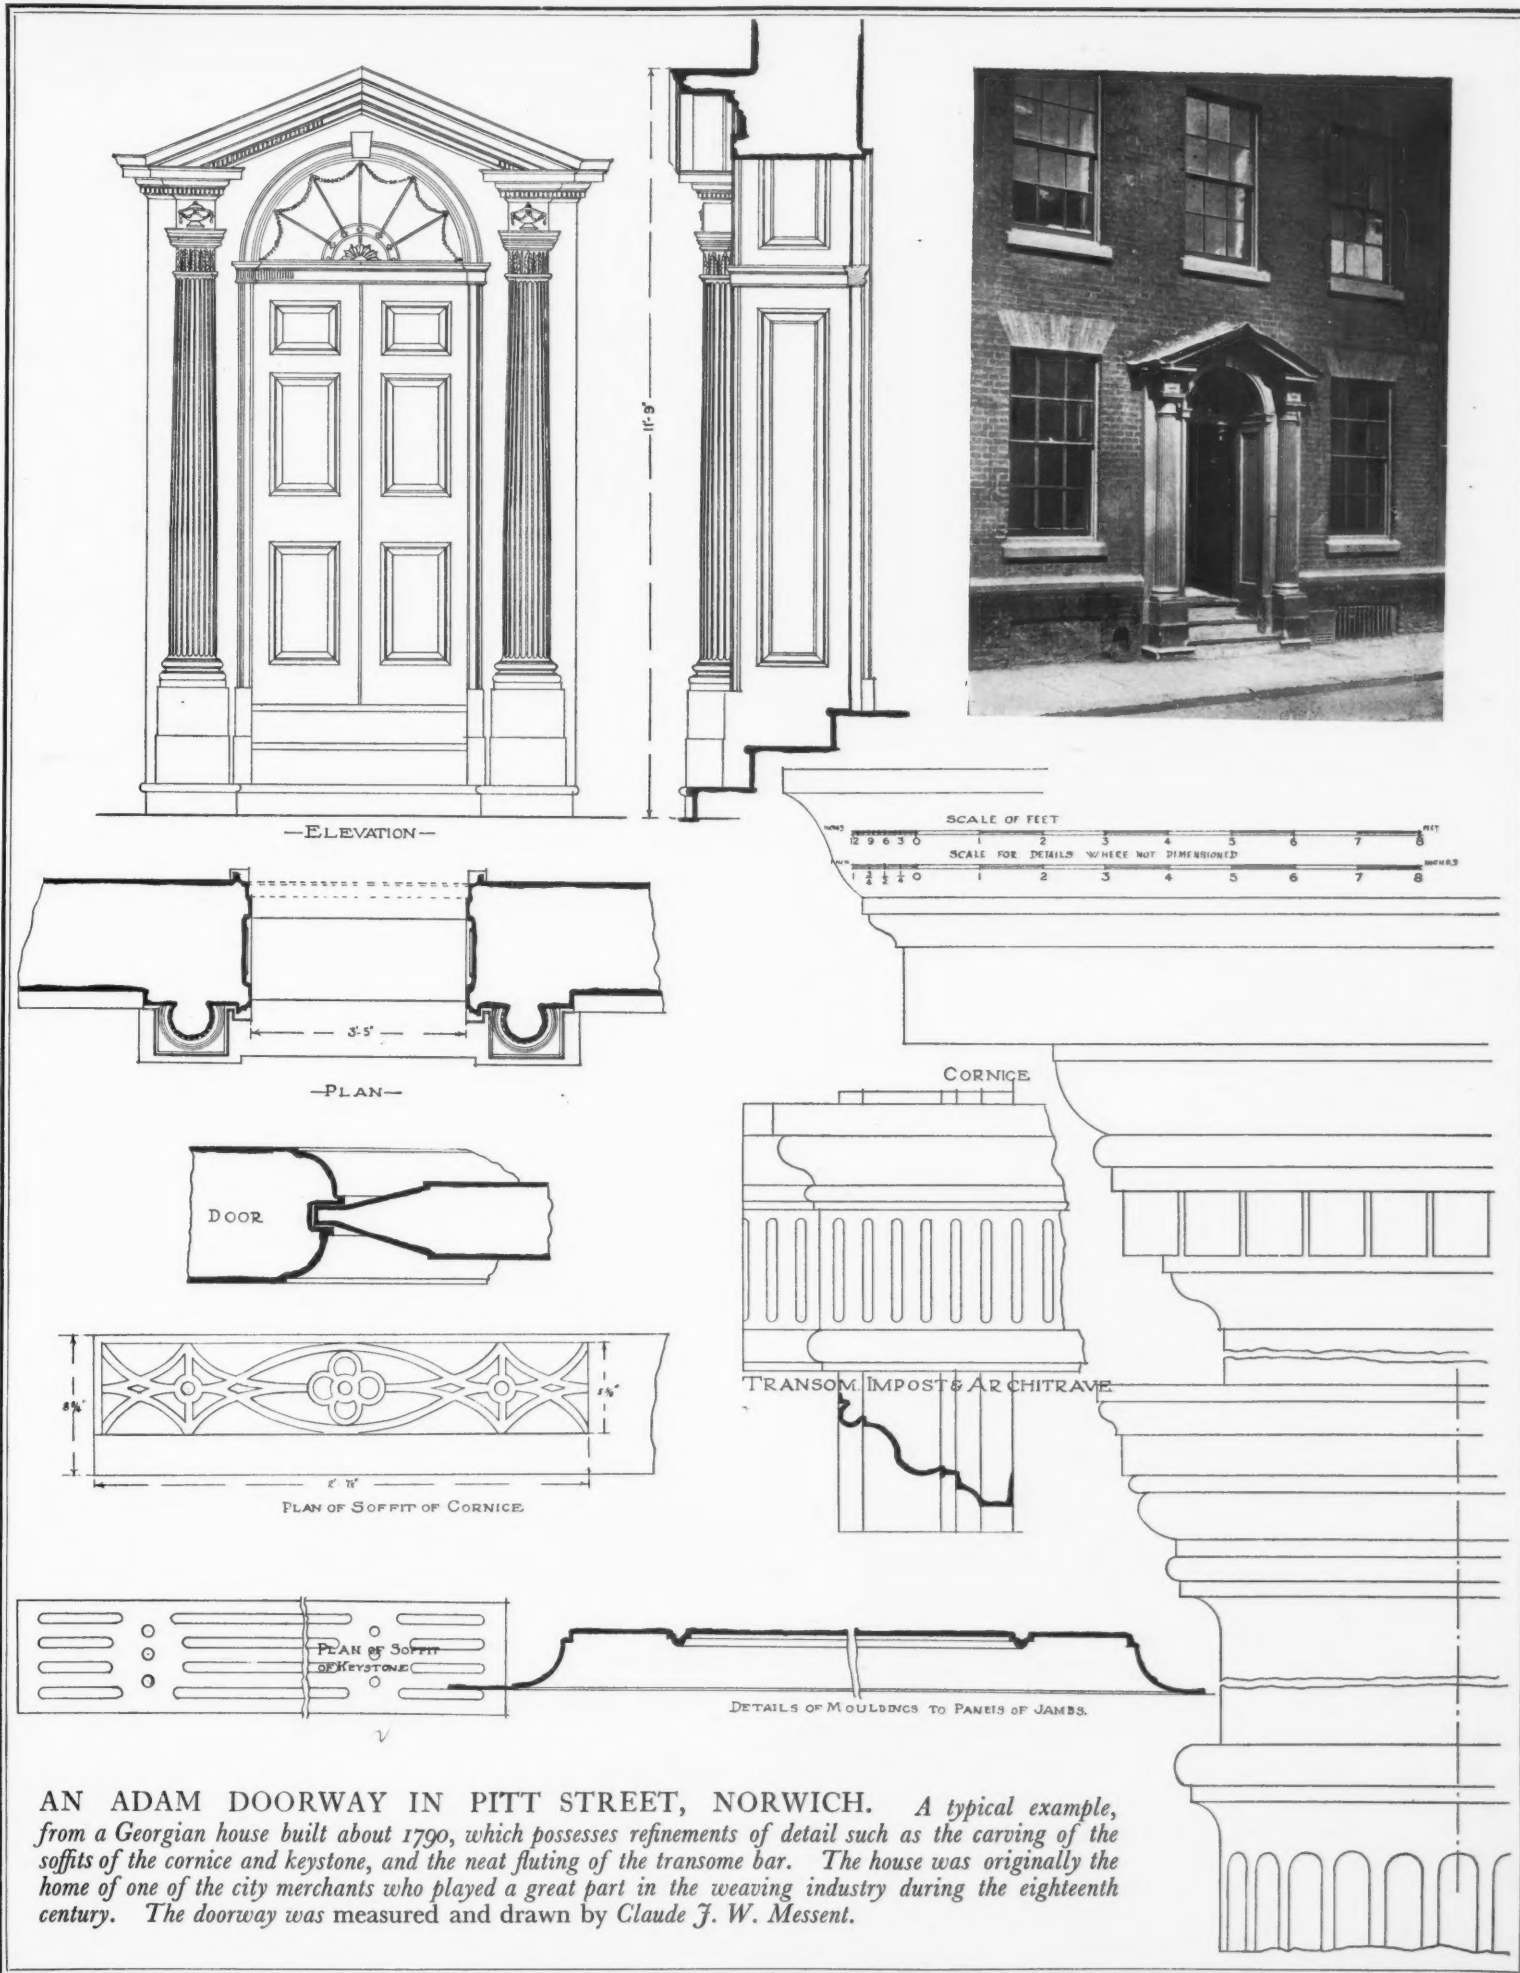 11'-9"
—ELEVATION—
SCALE OF FEET
INCHES 12 9 6 3 0 1 2 3 4 5 6 7 8 FEET
SCALE FOR DETAILS WHERE NOT DIMENSIONED
1 3/4 1/2 1/4 0 1 2 3 4 5 6 7 8 INCHES
3'-5"
—PLAN—
CORNICE
DOOR
TRANSOM. IMPOST & ARCHITRAVE
PLAN OF SOFFIT OF CORNICE
PLAN OF SOFFIT
OF KEYSTONE
DETAILS OF MOULDINGS TO PANELS OF JAMBS.
AN ADAM DOORWAY IN PITT STREET, NORWICH. A typical example,
from a Georgian house built about 1790, which possesses refinements of detail such as the carving of the
soffits of the cornice and keystone, and the neat fluting of the transome bar. The house was originally the
home of one of the city merchants who played a great part in the weaving industry during the eighteenth
century. The doorway was measured and drawn by Claude J. W. Messent.